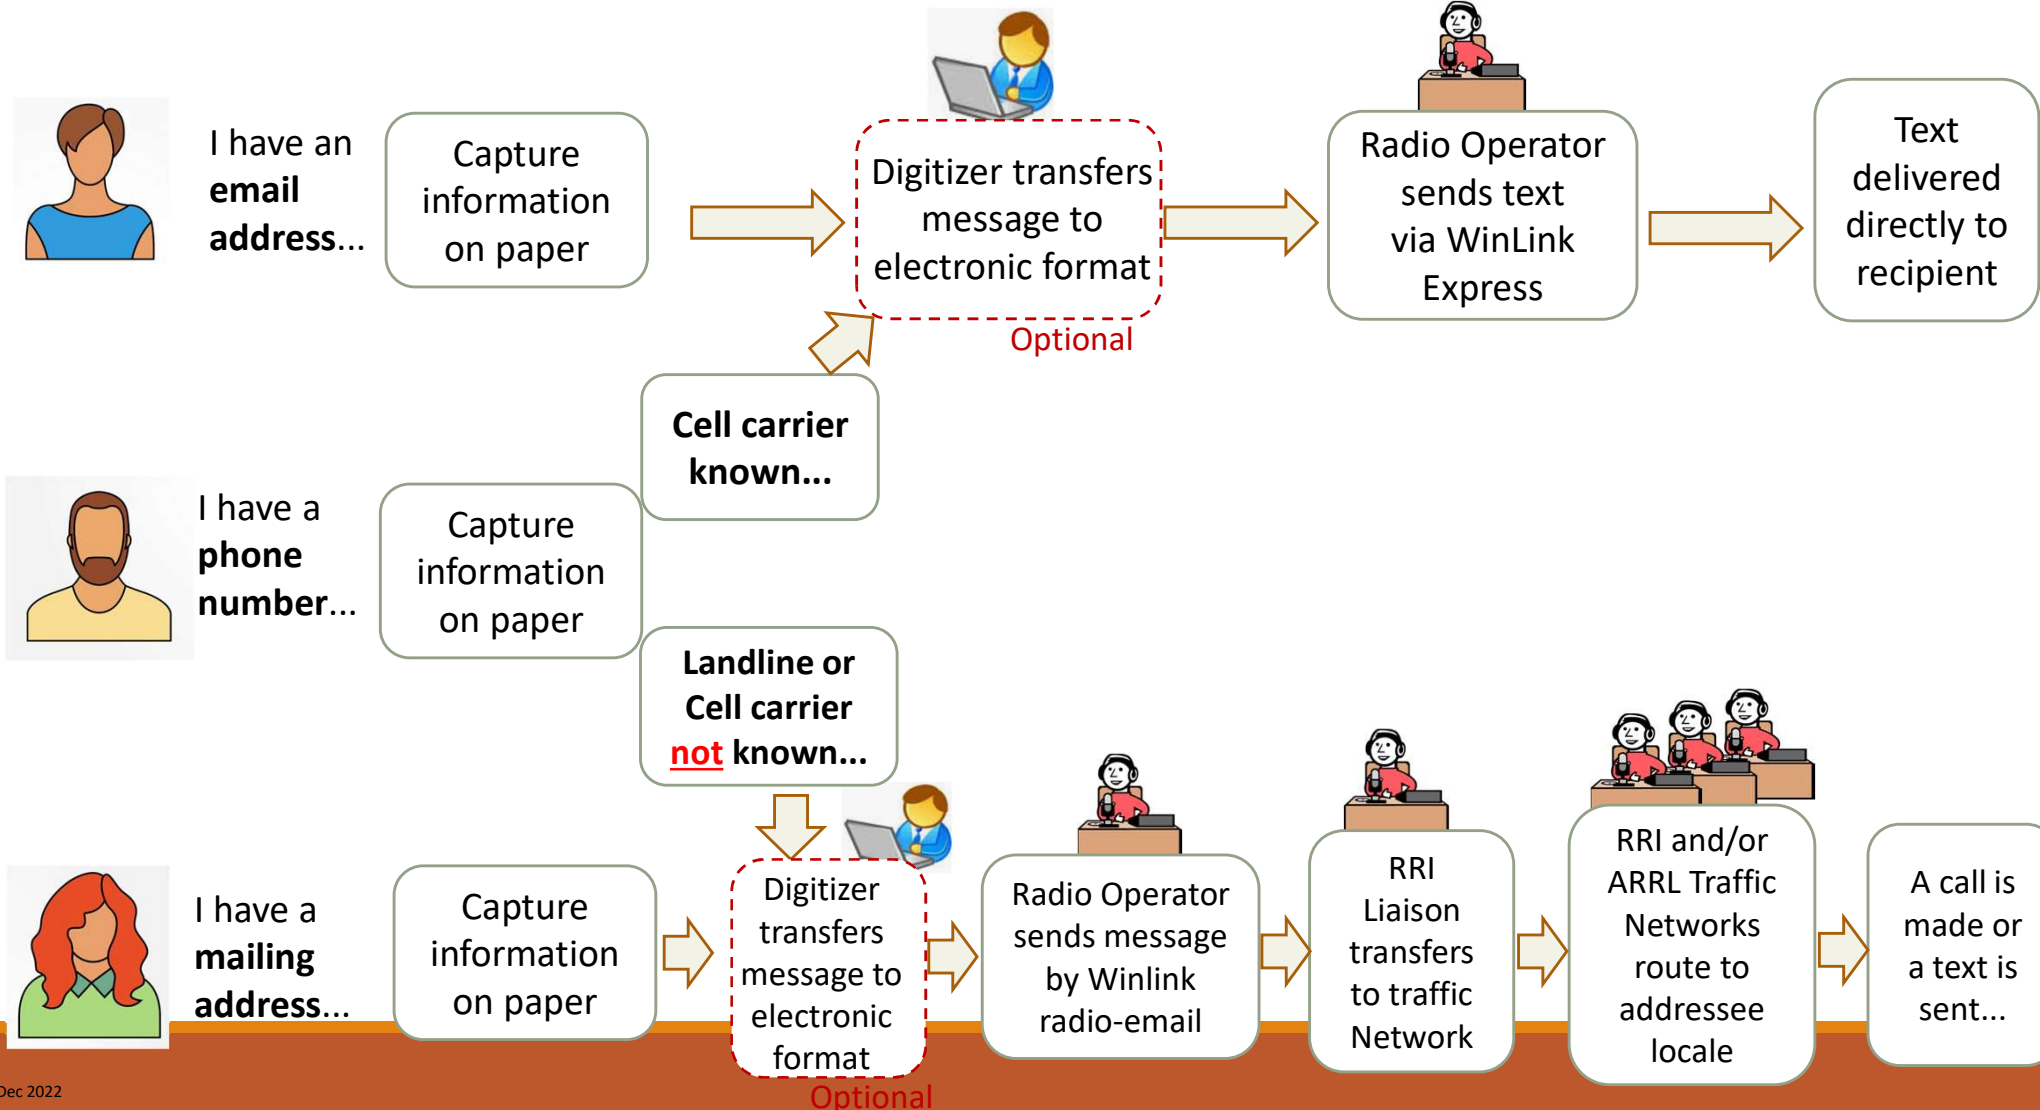 I have an
email
address...
Capture
information
on paper
Digitizer transfers
message to
electronic format
Optional
Radio Operator
sends text
via WinLink
Express
Text
delivered
directly to
recipient
Cell carrier
known...
I have a
phone
number...
Capture
information
on paper
Landline or
Cell carrier
not known...
I have a
mailing
address...
Capture
information
on paper
Digitizer
transfers
message to
electronic
format
Optional
Radio Operator
sends message
by Winlink
radio-email
RRI
Liaison
transfers
to traffic
Network
RRI and/or
ARRL Traffic
Networks
route to
addressee
locale
A call is
made or
a text is
sent...
Dec 2022